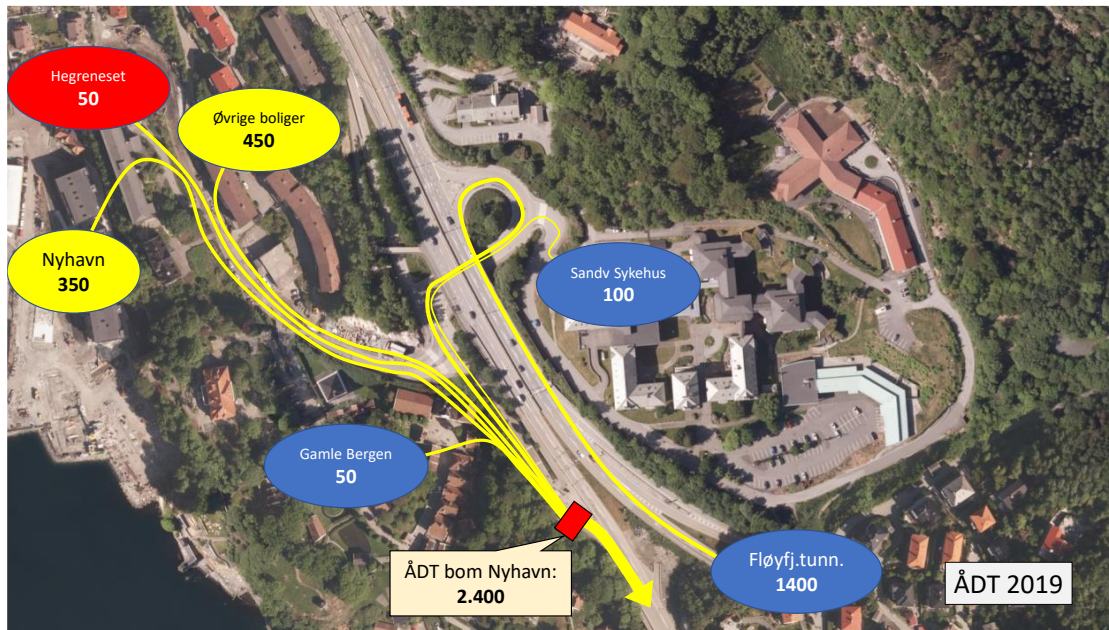 Hegreneset
50
Øvrige boliger
450
Nyhavn
350
Sandv Sykehus
100
Gamle Bergen
50
ÅDT bom Nyhavn:
2.400
Fløyfj.tunn.
1400
ÅDT 2019